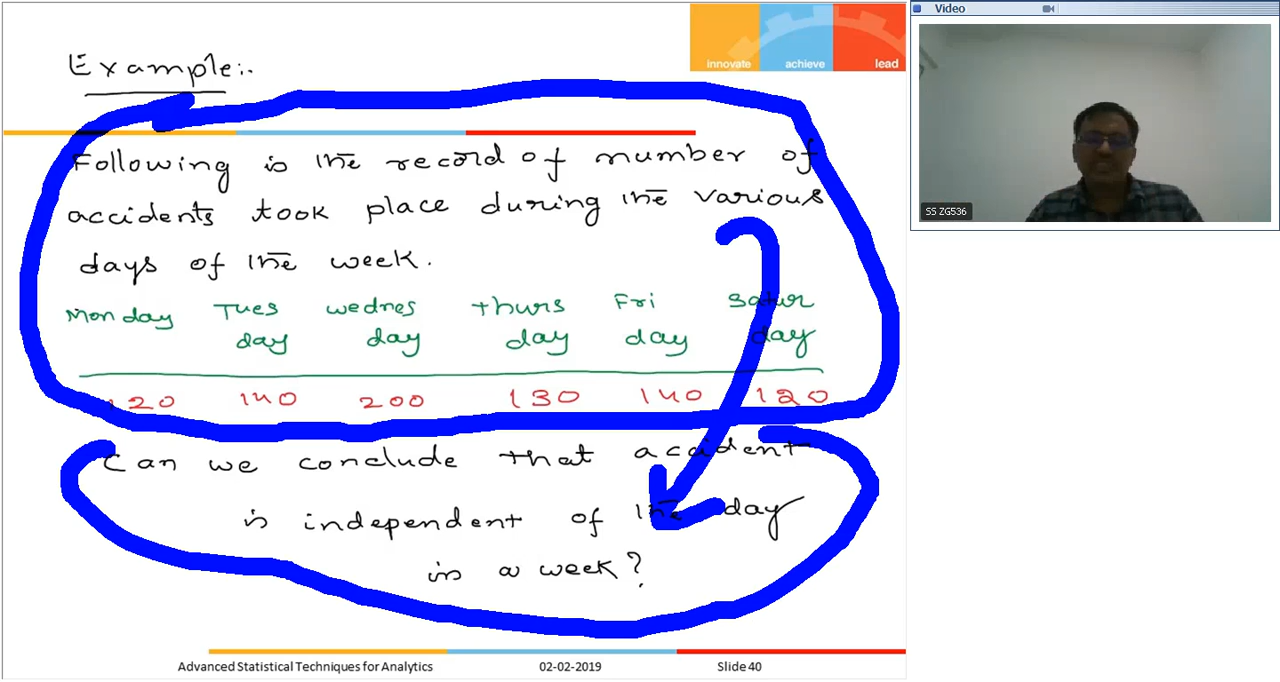 Example:.
innovate achieve lead
Following is the record of number of
accidents took place during the various
days of the week.
Monday Tues day wednes day thurs day Fri day Satur day
120 140 200 130 140 120
Can we conclude that accident
is independent of the day
in a week?
Advanced Statistical Techniques for Analytics 02-02-2019 Slide 40
Video
SS ZG536